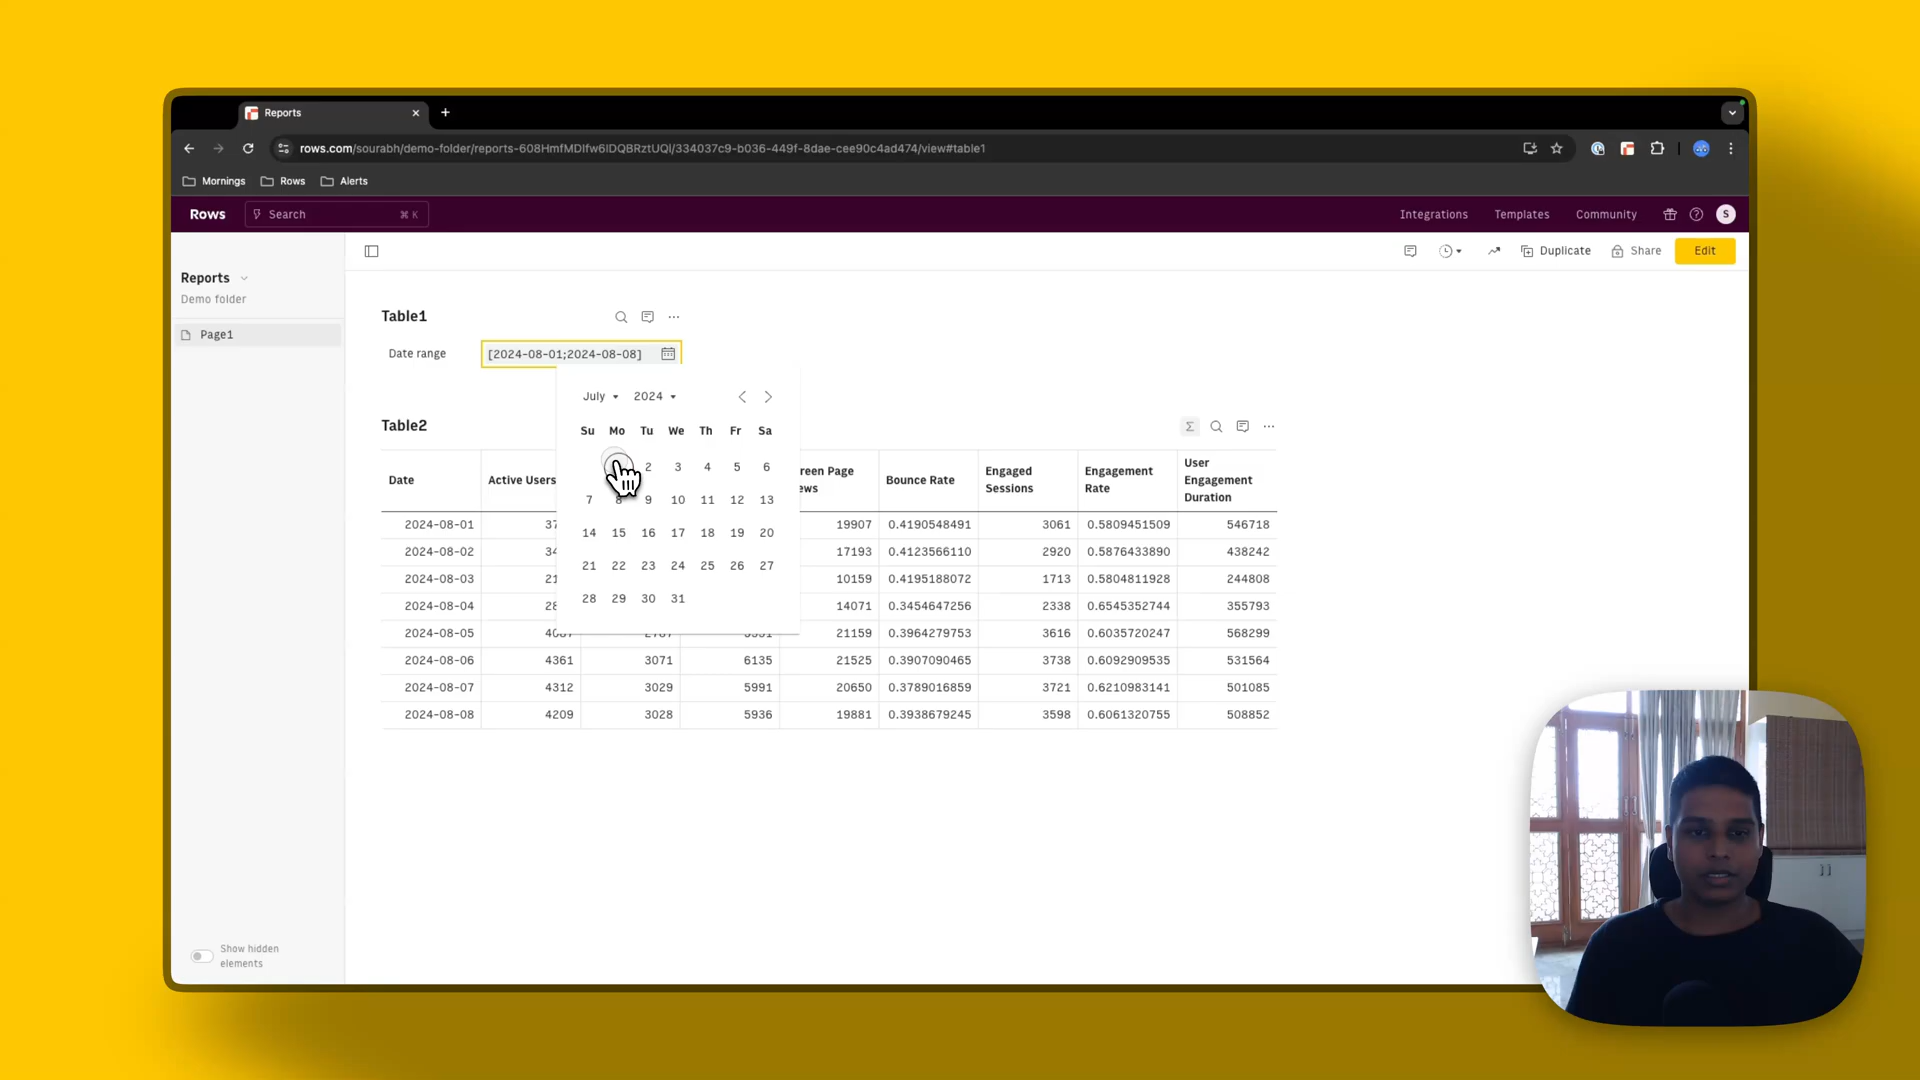 Reports
rows.com/sourabh/demo-folder/reports-608HmfMDlfw6lDQBRztUQl/334037c9-b036-449f-8dae-cee90c4ad474/view#table1
Mornings Rows Alerts
Rows Search ⌘ K Integrations Templates Community S
Duplicate Share Edit
Reports
Demo folder
Page1
Table1
Date range [2024-08-01;2024-08-08]
July 2024
Su Mo Tu We Th Fr Sa
2 3 4 5 6
7 8 9 10 11 12 13
14 15 16 17 18 19 20
21 22 23 24 25 26 27
28 29 30 31
Table2
Date Active Users Bounce Rate Engaged Sessions Engagement Rate User Engagement Duration
2024-08-01 19907 0.4190548491 3061 0.5809451509 546718
2024-08-02 17193 0.4123566110 2920 0.5876433890 438242
2024-08-03 10159 0.4195188072 1713 0.5804811928 244808
2024-08-04 14071 0.3454647256 2338 0.6545352744 355793
2024-08-05 21159 0.3964279753 3616 0.6035720247 568299
2024-08-06 4361 3071 6135 21525 0.3907090465 3738 0.6092909535 531564
2024-08-07 4312 3029 5991 20650 0.3789016859 3721 0.6210983141 501085
2024-08-08 4209 3028 5936 19881 0.3938679245 3598 0.6061320755 508852
Show hidden
elements